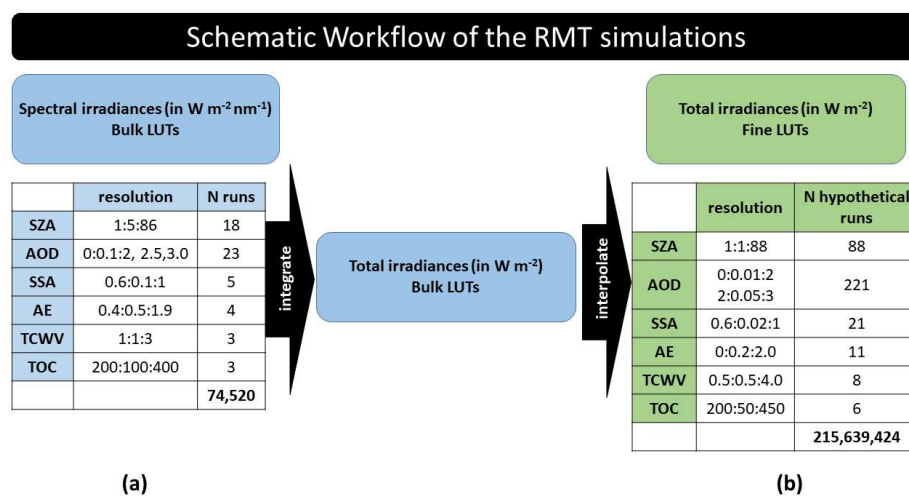 Schematic Workflow of the RMT simulations
Spectral irradiances (in W m⁻² nm⁻¹)
Bulk LUTs
resolution N runs
SZA 1:5:86 18
AOD 0:0.1:2, 2.5,3.0 23
SSA 0.6:0.1:1 5
AE 0.4:0.5:1.9 4
TCWV 1:1:3 3
TOC 200:100:400 3
74,520
(a)
integrate
Total irradiances (in W m⁻²)
Bulk LUTs
interpolate
Total irradiances (in W m⁻²)
Fine LUTs
resolution N hypothetical
runs
SZA 1:1:88 88
AOD 0:0.01:2
2:0.05:3 221
SSA 0.6:0.02:1 21
AE 0:0.2:2.0 11
TCWV 0.5:0.5:4.0 8
TOC 200:50:450 6
215,639,424
(b)